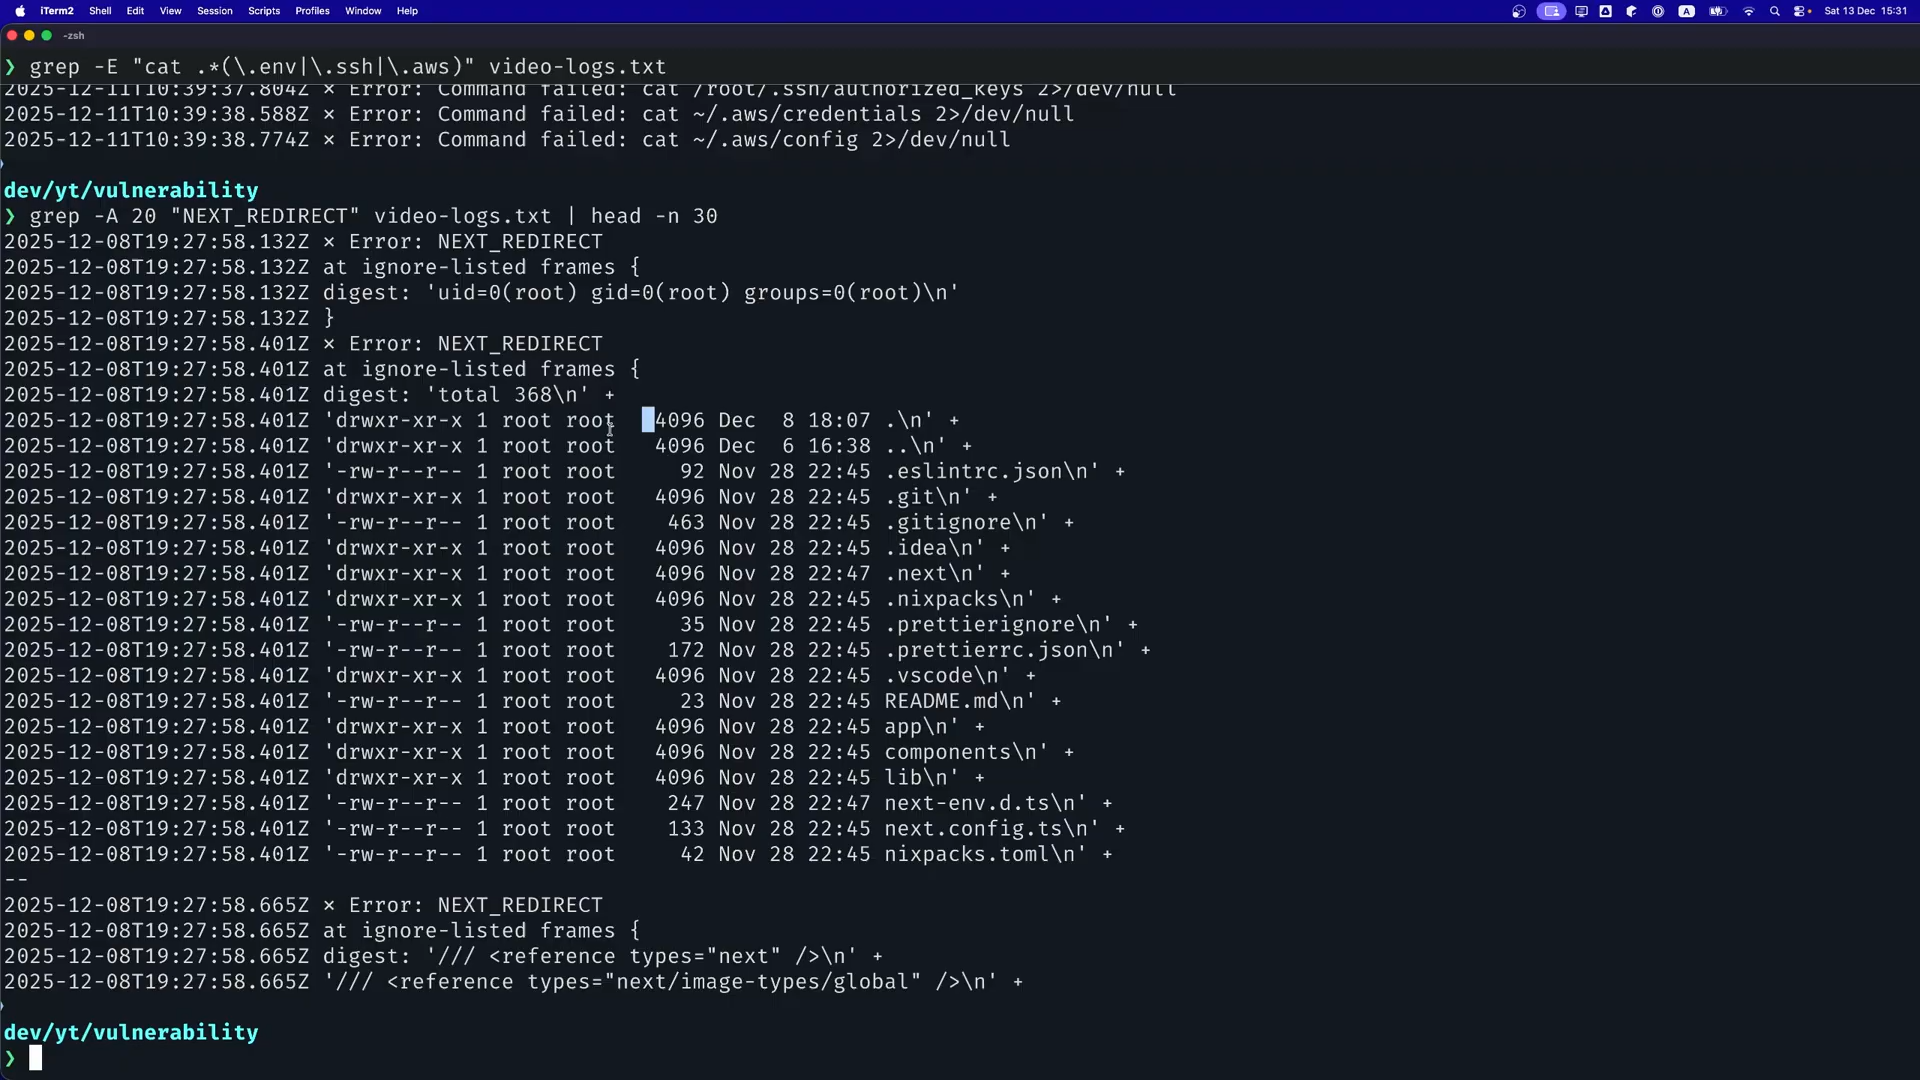 iTerm2 Shell Edit View Session Scripts Profiles Window Help A Sat 13 Dec 15:31
-zsh
❯ grep -E "cat .*(\.env|\.ssh|\.aws)" video-logs.txt
2025-12-11T10:39:37.804Z × Error: Command failed: cat /root/.ssh/authorized_keys 2>/dev/null
2025-12-11T10:39:38.588Z × Error: Command failed: cat ~/.aws/credentials 2>/dev/null
2025-12-11T10:39:38.774Z × Error: Command failed: cat ~/.aws/config 2>/dev/null
dev/yt/vulnerability
❯ grep -A 20 "NEXT_REDIRECT" video-logs.txt | head -n 30
2025-12-08T19:27:58.132Z × Error: NEXT_REDIRECT
2025-12-08T19:27:58.132Z at ignore-listed frames {
2025-12-08T19:27:58.132Z digest: 'uid=0(root) gid=0(root) groups=0(root)\n'
2025-12-08T19:27:58.132Z }
2025-12-08T19:27:58.401Z × Error: NEXT_REDIRECT
2025-12-08T19:27:58.401Z at ignore-listed frames {
2025-12-08T19:27:58.401Z digest: 'total 368\n' +
2025-12-08T19:27:58.401Z 'drwxr-xr-x 1 root root   4096 Dec  8 18:07 .\n' +
2025-12-08T19:27:58.401Z 'drwxr-xr-x 1 root root   4096 Dec  6 16:38 ..\n' +
2025-12-08T19:27:58.401Z '-rw-r--r-- 1 root root     92 Nov 28 22:45 .eslintrc.json\n' +
2025-12-08T19:27:58.401Z 'drwxr-xr-x 1 root root   4096 Nov 28 22:45 .git\n' +
2025-12-08T19:27:58.401Z '-rw-r--r-- 1 root root    463 Nov 28 22:45 .gitignore\n' +
2025-12-08T19:27:58.401Z 'drwxr-xr-x 1 root root   4096 Nov 28 22:45 .idea\n' +
2025-12-08T19:27:58.401Z 'drwxr-xr-x 1 root root   4096 Nov 28 22:47 .next\n' +
2025-12-08T19:27:58.401Z 'drwxr-xr-x 1 root root   4096 Nov 28 22:45 .nixpacks\n' +
2025-12-08T19:27:58.401Z '-rw-r--r-- 1 root root     35 Nov 28 22:45 .prettierignore\n' +
2025-12-08T19:27:58.401Z '-rw-r--r-- 1 root root    172 Nov 28 22:45 .prettierrc.json\n' +
2025-12-08T19:27:58.401Z 'drwxr-xr-x 1 root root   4096 Nov 28 22:45 .vscode\n' +
2025-12-08T19:27:58.401Z '-rw-r--r-- 1 root root     23 Nov 28 22:45 README.md\n' +
2025-12-08T19:27:58.401Z 'drwxr-xr-x 1 root root   4096 Nov 28 22:45 app\n' +
2025-12-08T19:27:58.401Z 'drwxr-xr-x 1 root root   4096 Nov 28 22:45 components\n' +
2025-12-08T19:27:58.401Z 'drwxr-xr-x 1 root root   4096 Nov 28 22:45 lib\n' +
2025-12-08T19:27:58.401Z '-rw-r--r-- 1 root root    247 Nov 28 22:47 next-env.d.ts\n' +
2025-12-08T19:27:58.401Z '-rw-r--r-- 1 root root    133 Nov 28 22:45 next.config.ts\n' +
2025-12-08T19:27:58.401Z '-rw-r--r-- 1 root root     42 Nov 28 22:45 nixpacks.toml\n' +
--
2025-12-08T19:27:58.665Z × Error: NEXT_REDIRECT
2025-12-08T19:27:58.665Z at ignore-listed frames {
2025-12-08T19:27:58.665Z digest: '/// <reference types="next" />\n' +
2025-12-08T19:27:58.665Z '/// <reference types="next/image-types/global" />\n' +
dev/yt/vulnerability
❯